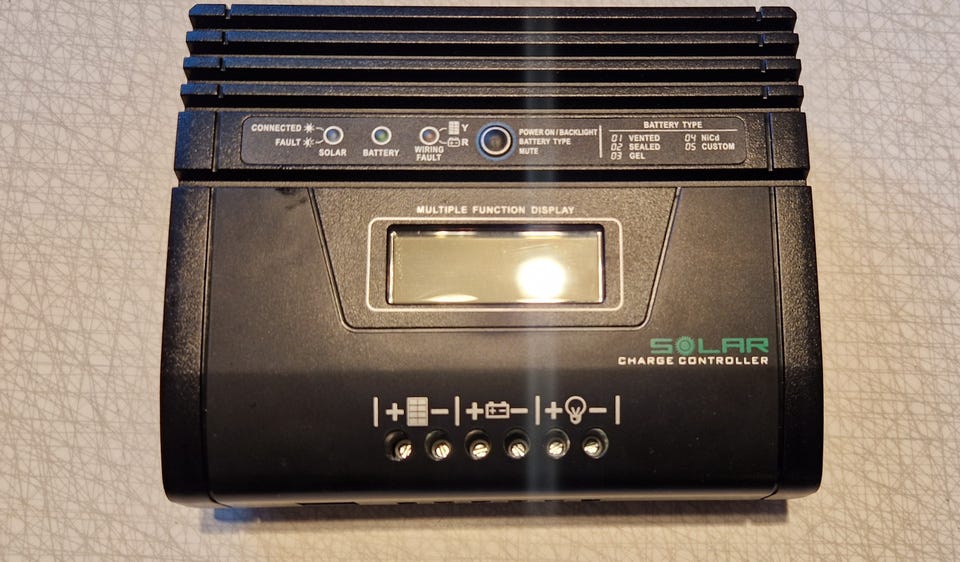 CONNECTED
FAULT
SOLAR
BATTERY
WIRING
FAULT
Y
R
POWER ON / BACKLIGHT
BATTERY TYPE
MUTE
BATTERY TYPE
01 VENTED 04 NiCd
02 SEALED 05 CUSTOM
03 GEL
MULTIPLE FUNCTION DISPLAY
SOLAR
CHARGE CONTROLLER
+ − + − + −